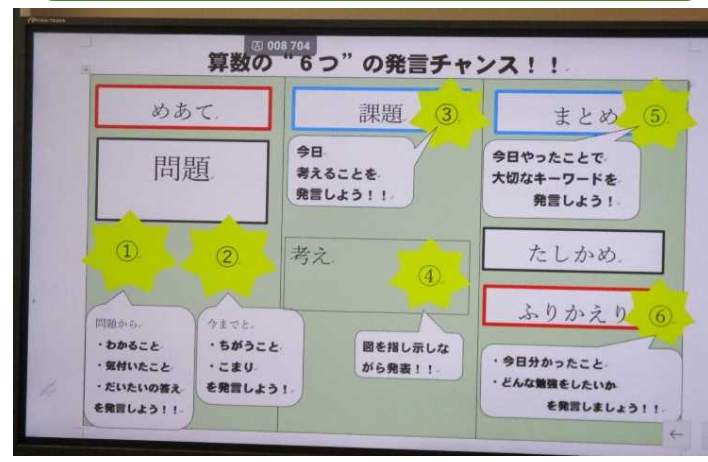 008 704
算数の“6つ”の発言チャンス！！
めあて
問題
①
②
問題から
・わかること
・気付いたこと
・だいたいの答え
を発言しよう！！
今までと
・ちがうこと
・こまり
を発言しよう！
課題
③
今日
考えることを
発言しよう！！
考え
④
図を指し示しな
がら発表！！
まとめ
⑤
今日やったことで
大切なキーワードを
発言しよう！
たしかめ
ふりかえり
⑥
・今日分かったこと
・どんな勉強をしたいか
を発言しましょう！！